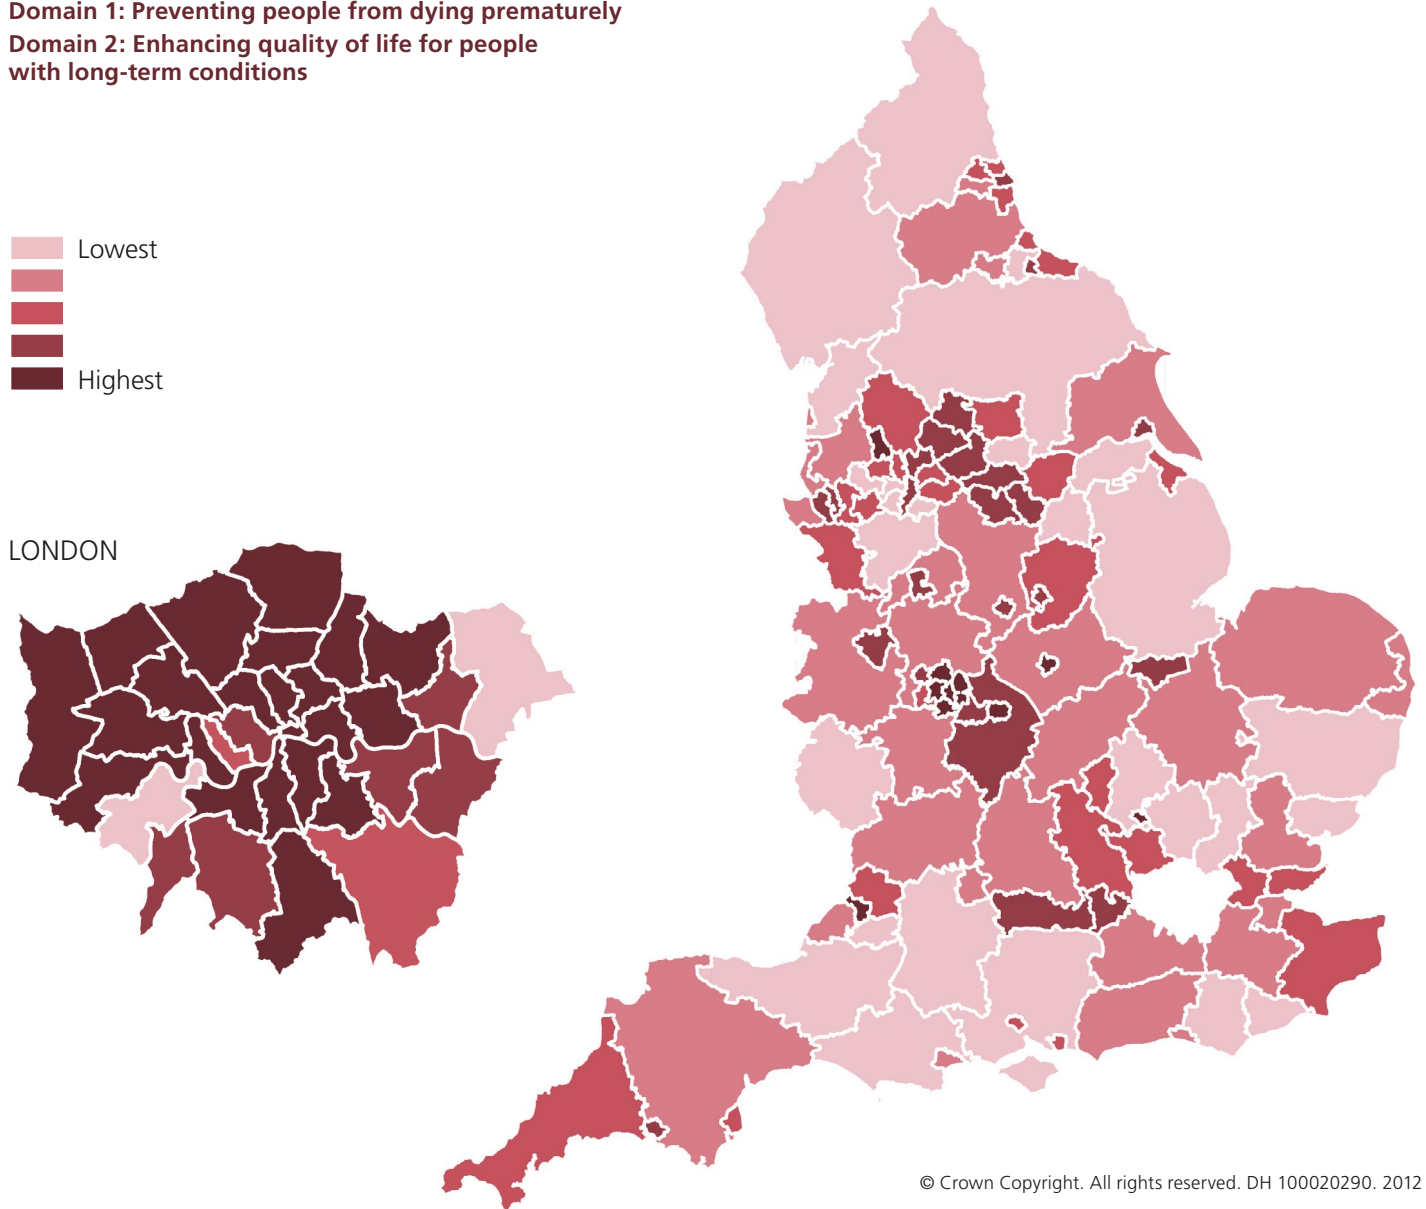 Domain 1: Preventing people from dying prematurely
Domain 2: Enhancing quality of life for people
with long-term conditions
Lowest
Highest
LONDON
© Crown Copyright. All rights reserved. DH 100020290. 2012